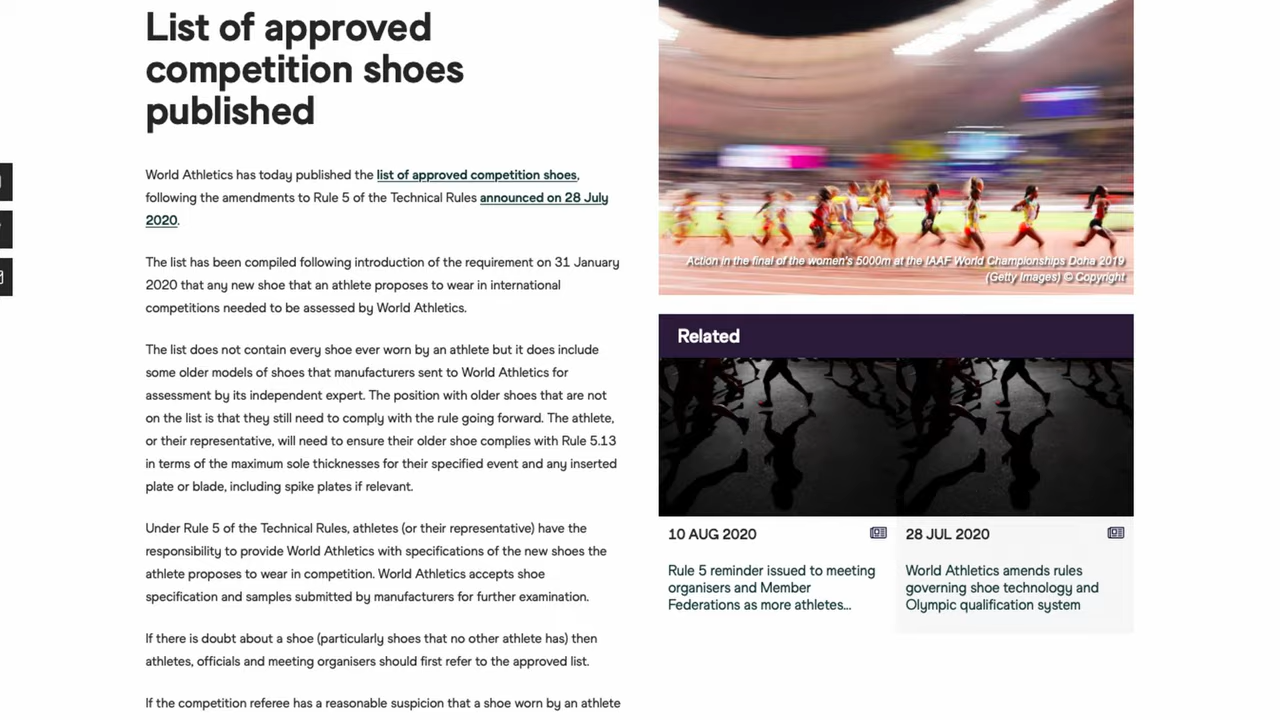 List of approved
competition shoes
published
World Athletics has today published the list of approved competition shoes,
following the amendments to Rule 5 of the Technical Rules announced on 28 July
2020.
The list has been compiled following introduction of the requirement on 31 January
2020 that any new shoe that an athlete proposes to wear in international
competitions needed to be assessed by World Athletics.
The list does not contain every shoe ever worn by an athlete but it does include
some older models of shoes that manufacturers sent to World Athletics for
assessment by its independent expert. The position with older shoes that are not
on the list is that they still need to comply with the rule going forward. The athlete,
or their representative, will need to ensure their older shoe complies with Rule 5.13
in terms of the maximum sole thicknesses for their specified event and any inserted
plate or blade, including spike plates if relevant.
Under Rule 5 of the Technical Rules, athletes (or their representative) have the
responsibility to provide World Athletics with specifications of the new shoes the
athlete proposes to wear in competition. World Athletics accepts shoe
specification and samples submitted by manufacturers for further examination.
If there is doubt about a shoe (particularly shoes that no other athlete has) then
athletes, officials and meeting organisers should first refer to the approved list.
If the competition referee has a reasonable suspicion that a shoe worn by an athlete
Action in the final of the women's 5000m at the IAAF World Championships Doha 2019
(Getty Images) © Copyright
Related
10 AUG 2020
Rule 5 reminder issued to meeting
organisers and Member
Federations as more athletes...
28 JUL 2020
World Athletics amends rules
governing shoe technology and
Olympic qualification system